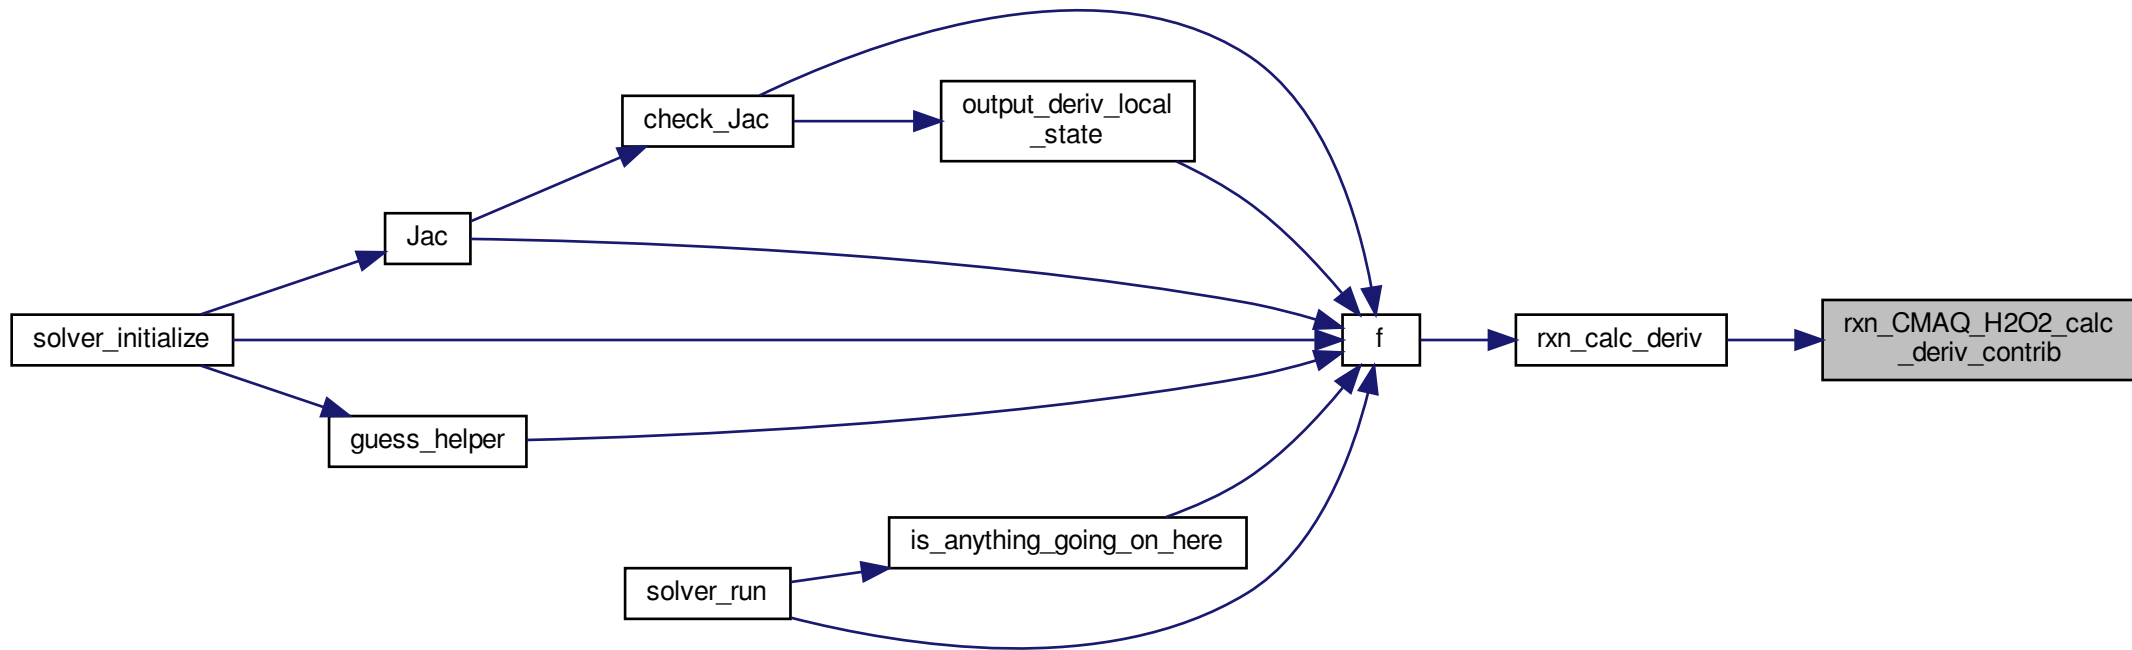 output_deriv_local
_state
check_Jac
Jac
solver_initialize
f
rxn_calc_deriv
rxn_CMAQ_H2O2_calc
_deriv_contrib
guess_helper
is_anything_going_on_here
solver_run